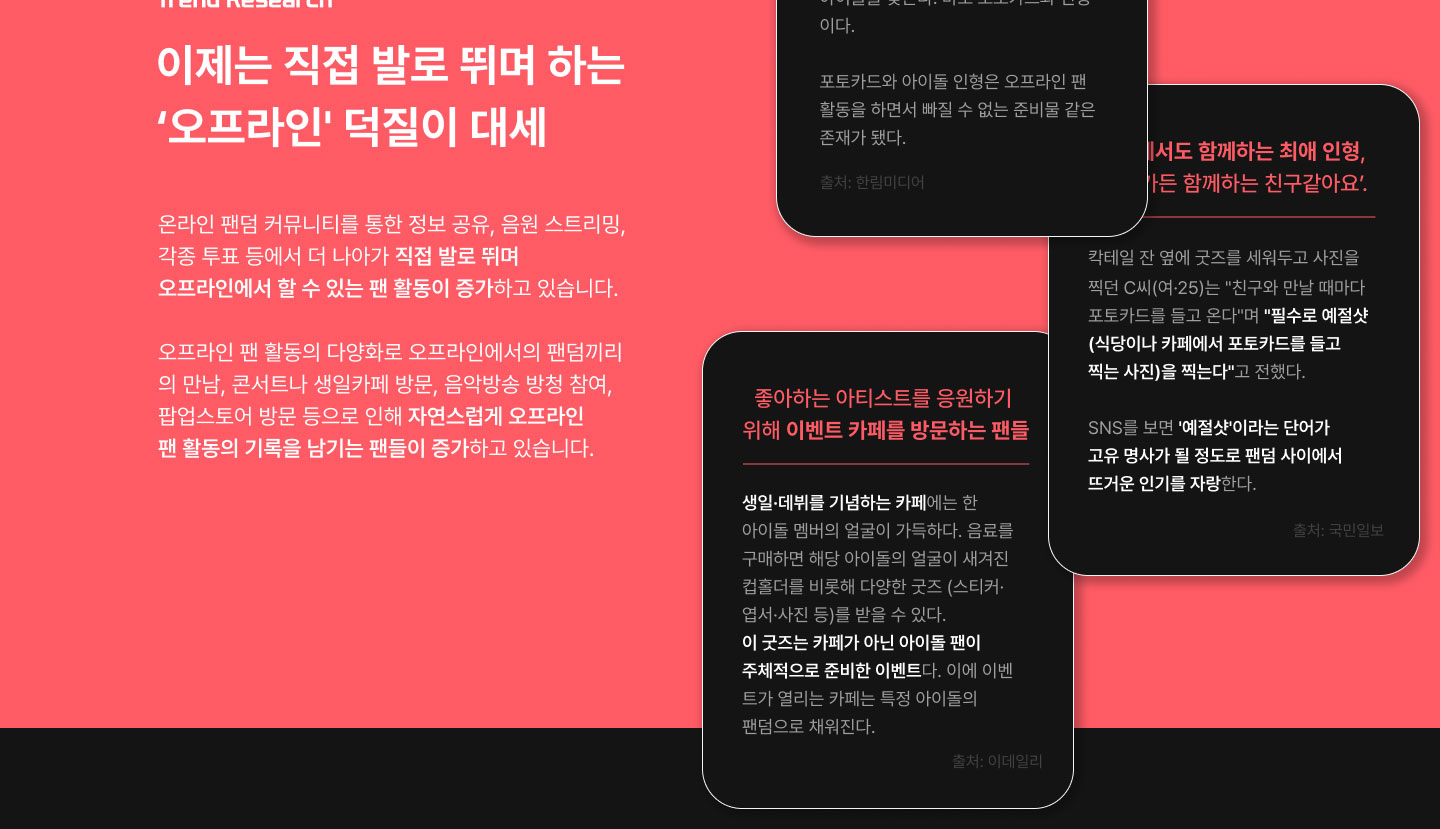 Trend Research
이제는 직접 발로 뛰며 하는
‘오프라인' 덕질이 대세
온라인 팬덤 커뮤니티를 통한 정보 공유, 음원 스트리밍,
각종 투표 등에서 더 나아가 직접 발로 뛰며
오프라인에서 할 수 있는 팬 활동이 증가하고 있습니다.
오프라인 팬 활동의 다양화로 오프라인에서의 팬덤끼리
의 만남, 콘서트나 생일카페 방문, 음악방송 방청 참여,
팝업스토어 방문 등으로 인해 자연스럽게 오프라인
팬 활동의 기록을 남기는 팬들이 증가하고 있습니다.
이다.
포토카드와 아이돌 인형은 오프라인 팬
활동을 하면서 빠질 수 없는 준비물 같은
존재가 됐다.
출처: 한림미디어
서도 함께하는 최애 인형,
가든 함께하는 친구같아요’.
칵테일 잔 옆에 굿즈를 세워두고 사진을
찍던 C씨(여·25)는 "친구와 만날 때마다
포토카드를 들고 온다"며 "필수로 예절샷
(식당이나 카페에서 포토카드를 들고
찍는 사진)을 찍는다"고 전했다.
SNS를 보면 '예절샷'이라는 단어가
고유 명사가 될 정도로 팬덤 사이에서
뜨거운 인기를 자랑한다.
출처: 국민일보
좋아하는 아티스트를 응원하기
위해 이벤트 카페를 방문하는 팬들
생일·데뷔를 기념하는 카페에는 한
아이돌 멤버의 얼굴이 가득하다. 음료를
구매하면 해당 아이돌의 얼굴이 새겨진
컵홀더를 비롯해 다양한 굿즈 (스티커·
엽서·사진 등)를 받을 수 있다.
이 굿즈는 카페가 아닌 아이돌 팬이
주체적으로 준비한 이벤트다. 이에 이벤
트가 열리는 카페는 특정 아이돌의
팬덤으로 채워진다.
출처: 이데일리